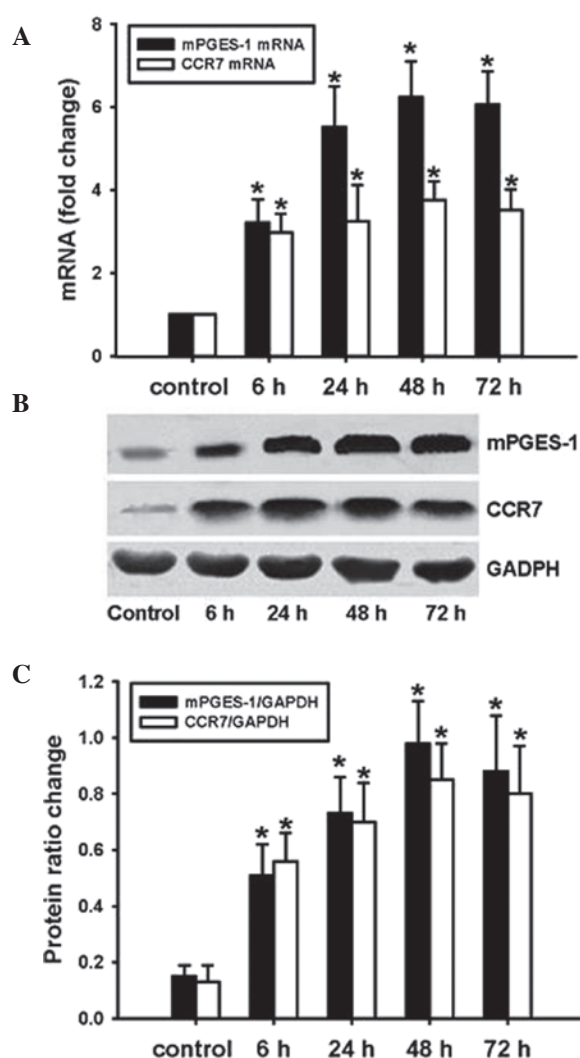 A
mPGES-1 mRNA
CCR7 mRNA
mRNA (fold change)
8
6
4
2
0
* * * * * * * *
control 6 h 24 h 48 h 72 h
B
mPGES-1
CCR7
GADPH
Control 6 h 24 h 48 h 72 h
C
mPGES-1/GAPDH
CCR7/GAPDH
Protein ratio change
1.2
1.0
0.8
0.6
0.4
0.2
0.0
* * * * * * * *
control 6 h 24 h 48 h 72 h